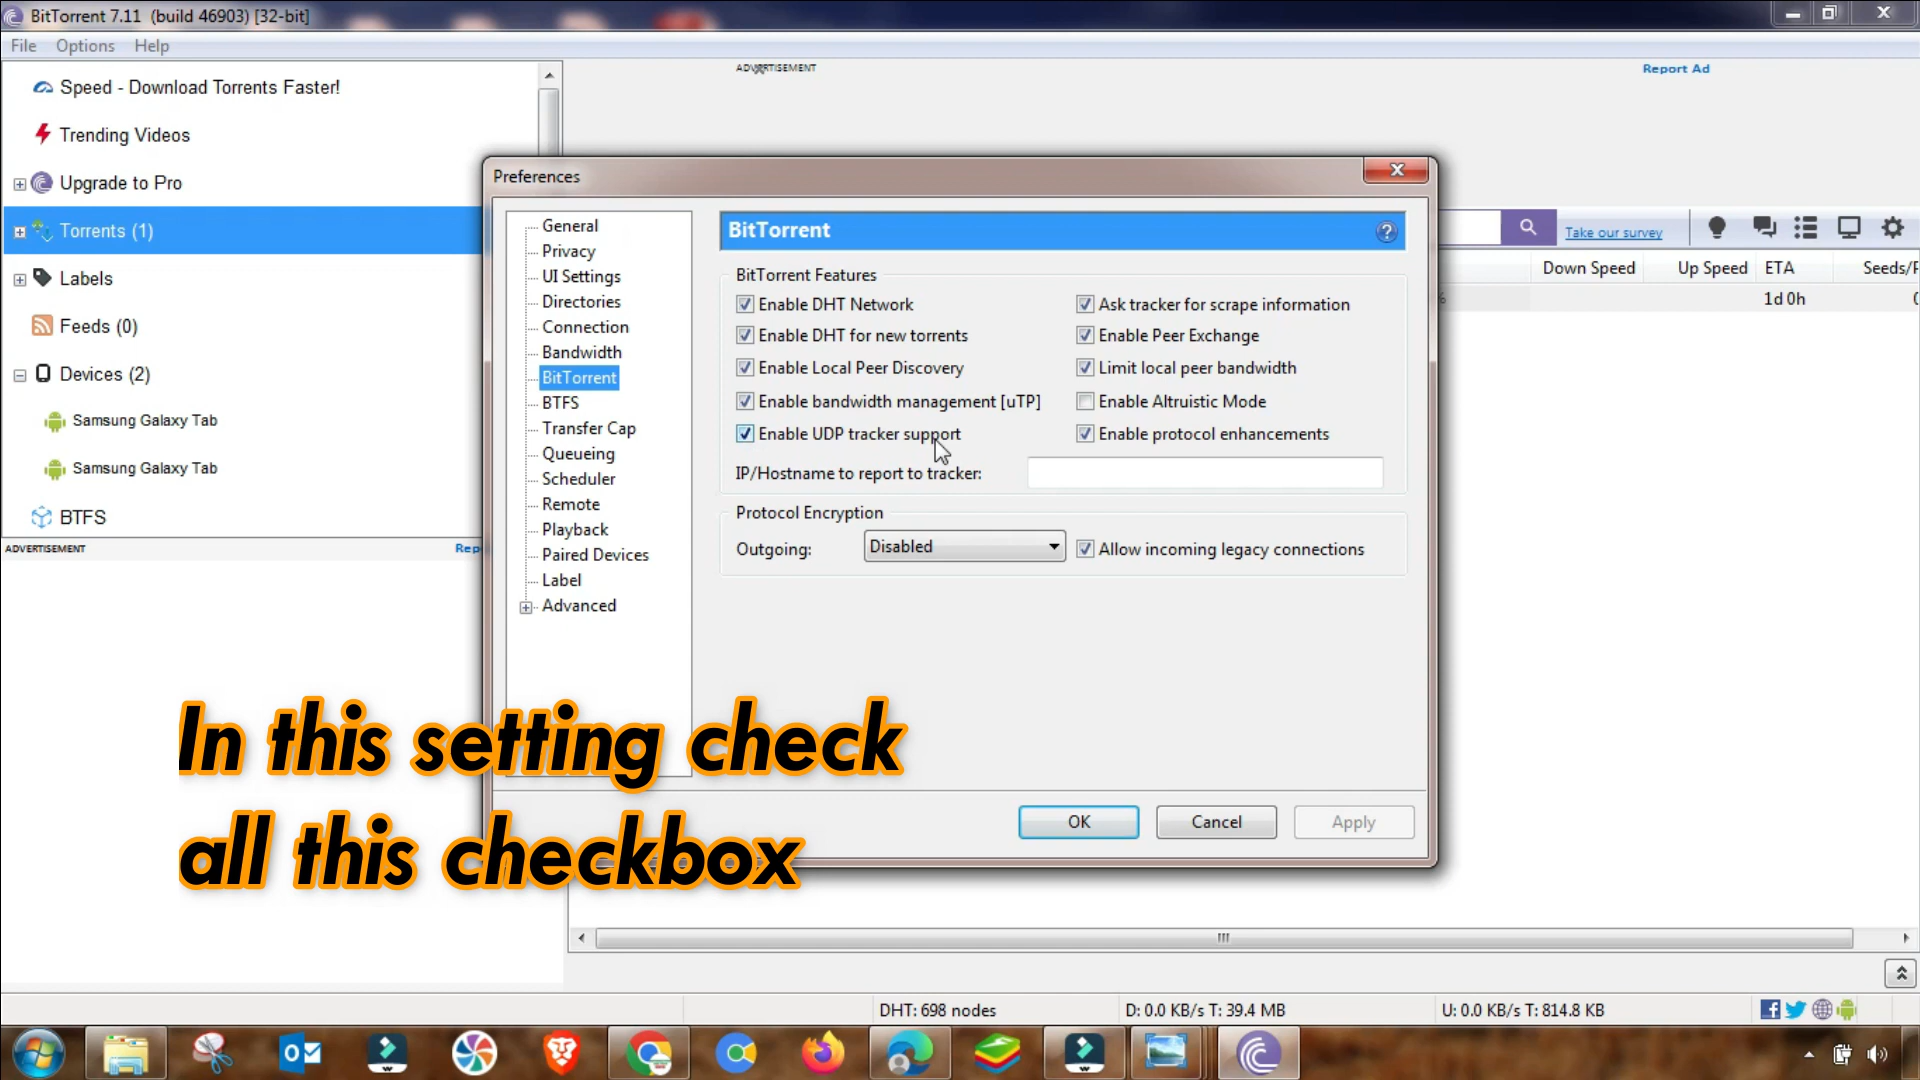 BitTorrent 7.11 (build 46903) [32-bit]
File Options Help
Speed - Download Torrents Faster!
Trending Videos
Upgrade to Pro
Torrents (1)
Labels
Feeds (0)
Devices (2)
Samsung Galaxy Tab
Samsung Galaxy Tab
BTFS
ADVERTISEMENT
ADVERTISEMENT Report Ad
Take our survey
Down Speed Up Speed ETA
1d 0h
Preferences
General
Privacy
UI Settings
Directories
Connection
Bandwidth
BitTorrent
BTFS
Transfer Cap
Queueing
Scheduler
Remote
Playback
Paired Devices
Label
Advanced
BitTorrent
BitTorrent Features
Enable DHT Network Ask tracker for scrape information
Enable DHT for new torrents Enable Peer Exchange
Enable Local Peer Discovery Limit local peer bandwidth
Enable bandwidth management [uTP] Enable Altruistic Mode
Enable UDP tracker support Enable protocol enhancements
IP/Hostname to report to tracker:
Protocol Encryption
Outgoing: Disabled Allow incoming legacy connections
OK Cancel Apply
In this setting check
all this checkbox
DHT: 698 nodes D: 0.0 KB/s T: 39.4 MB U: 0.0 KB/s T: 814.8 KB